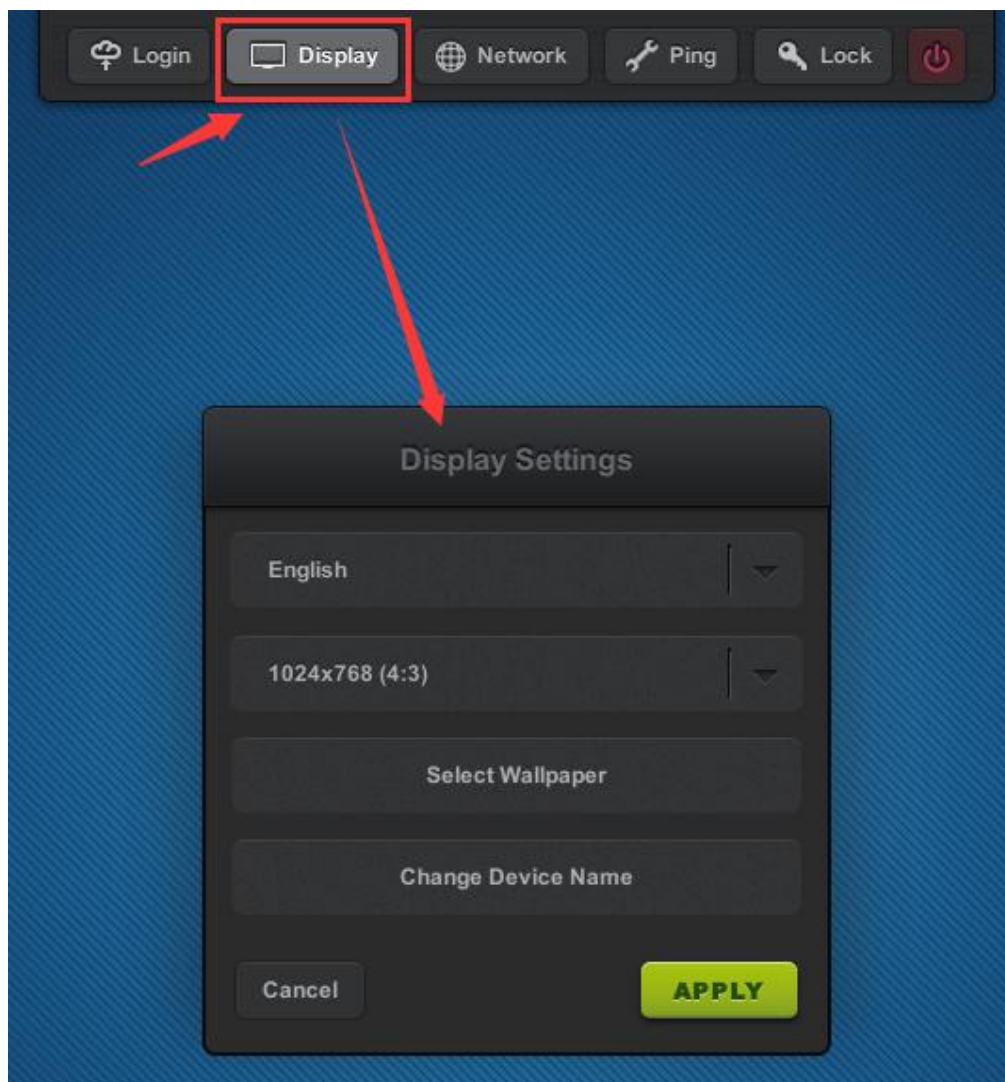 Login Display Network Ping Lock
Display Settings
English
1024x768 (4:3)
Select Wallpaper
Change Device Name
Cancel APPLY